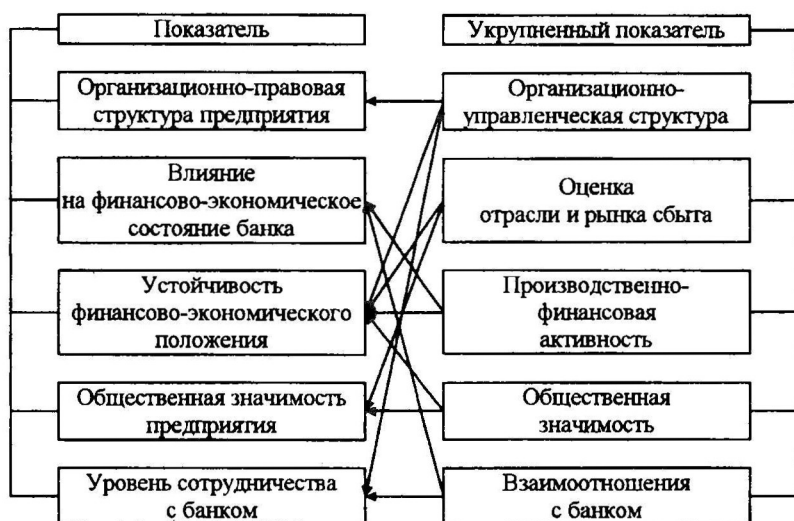 Показатель
Укрупненный показатель
Организационно-правовая
структура предприятия
Организационно-
управленческая структура
Влияние
на финансово-экономическое
состояние банка
Оценка
отрасли и рынка сбыта
Устойчивость
финансово-экономического
положения
Производственно-
финансовая
активность
Общественная значимость
предприятия
Общественная
значимость
Уровень сотрудничества
с банком
Взаимоотношения
с банком